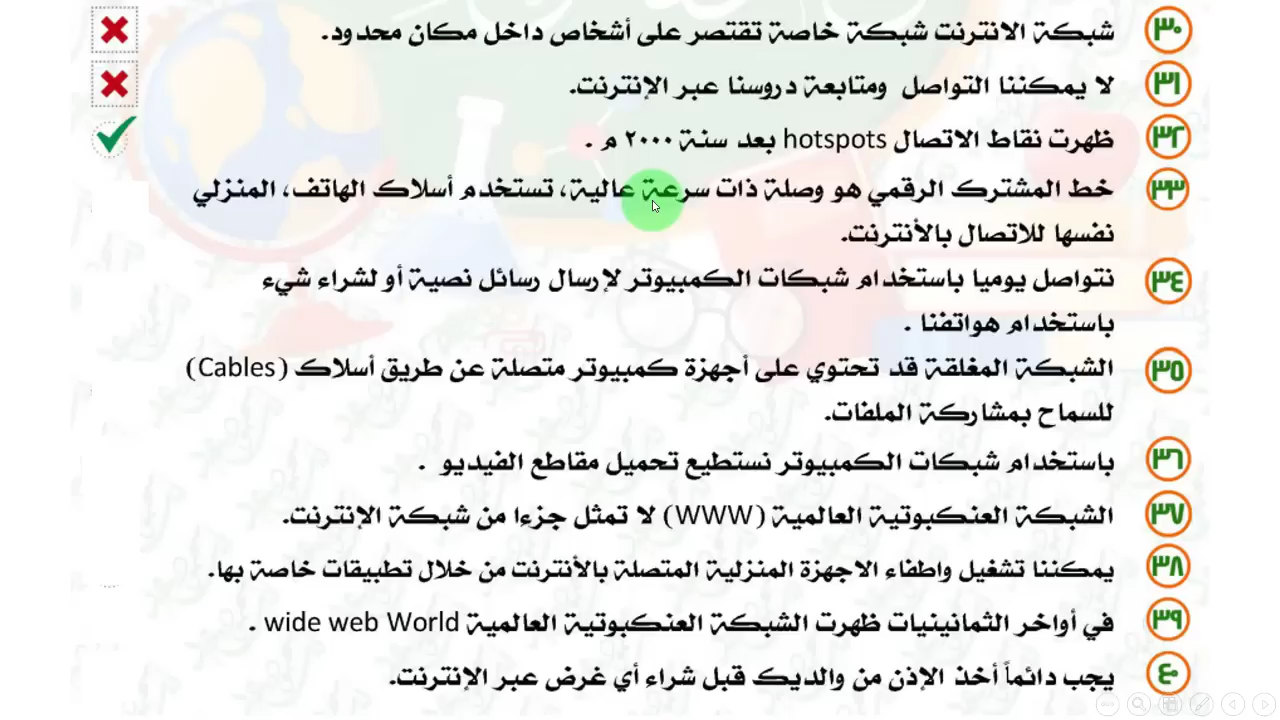 ٣٠ شبكة الانترنت شبكة خاصة تقتصر على أشخاص داخل مكان محدود.
٣١ لا يمكننا التواصل ومتابعة دروسنا عبر الإنترنت.
٣٢ ظهرت نقاط الاتصال hotspots بعد سنة ٢٠٠٠ م .
٣٣ خط المشترك الرقمي هو وصلة ذات سرعة عالية، تستخدم أسلاك الهاتف، المنزلي
نفسها للاتصال بالأنترنت.
٣٤ نتواصل يوميا باستخدام شبكات الكمبيوتر لإرسال رسائل نصية أو لشراء شيء
باستخدام هواتفنا .
٣٥ الشبكة المغلقة قد تحتوي على أجهزة كمبيوتر متصلة عن طريق أسلاك (Cables)
للسماح بمشاركة الملفات.
٣٦ باستخدام شبكات الكمبيوتر نستطيع تحميل مقاطع الفيديو .
٣٧ الشبكة العنكبوتية العالمية (WWW) لا تمثل جزءا من شبكة الإنترنت.
٣٨ يمكننا تشغيل واطفاء الاجهزة المنزلية المتصلة بالأنترنت من خلال تطبيقات خاصة بها.
٣٩ في أواخر الثمانينيات ظهرت الشبكة العنكبوتية العالمية wide web World .
٤٠ يجب دائماً أخذ الإذن من والديك قبل شراء أي غرض عبر الإنترنت.